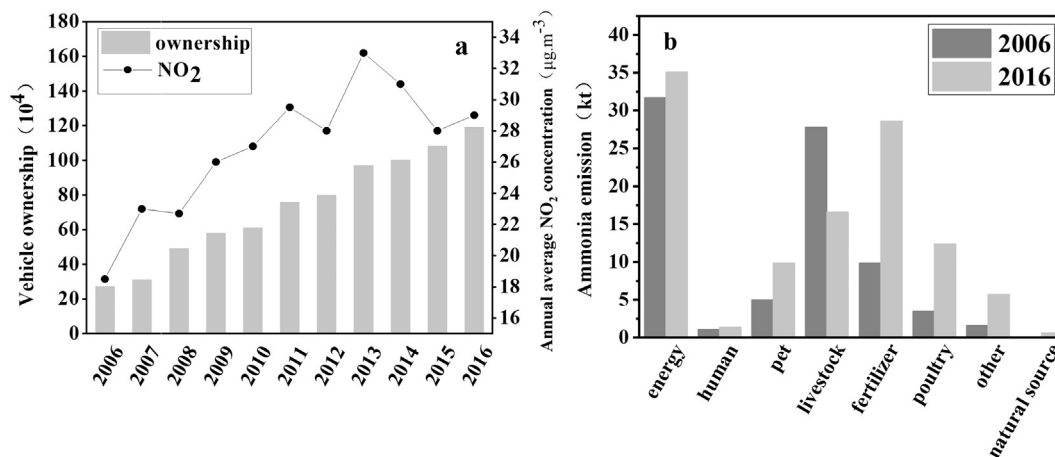 a
ownership
NO2
Vehicle ownership（10⁴）
180
160
140
120
100
80
60
40
20
0
Annual average NO2 concentration（μg.m⁻³）
34
32
30
28
26
24
22
20
18
16
2006
2007
2008
2009
2010
2011
2012
2013
2014
2015
2016
b
2006
2016
Ammonia emission（kt）
40
35
30
25
20
15
10
5
0
energy
human
pet
livestock
fertilizer
poultry
other
natural source